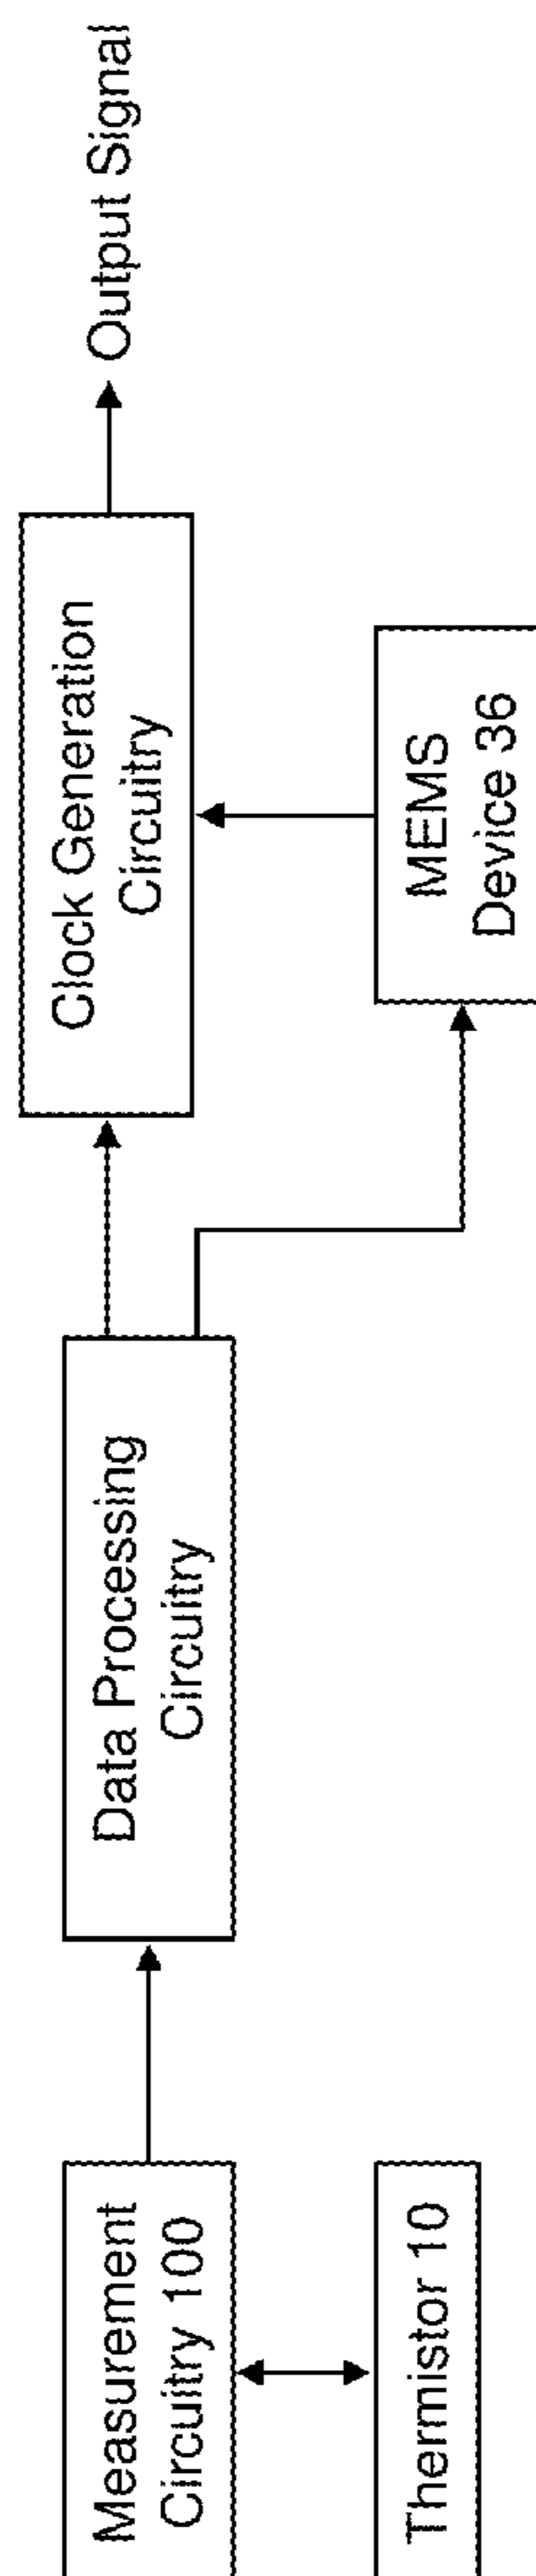 Measurement
Circuitry 100
Thermistor 10
Data Processing
Circuitry
Clock Generation
Circuitry
MEMS
Device 36
Output Signal